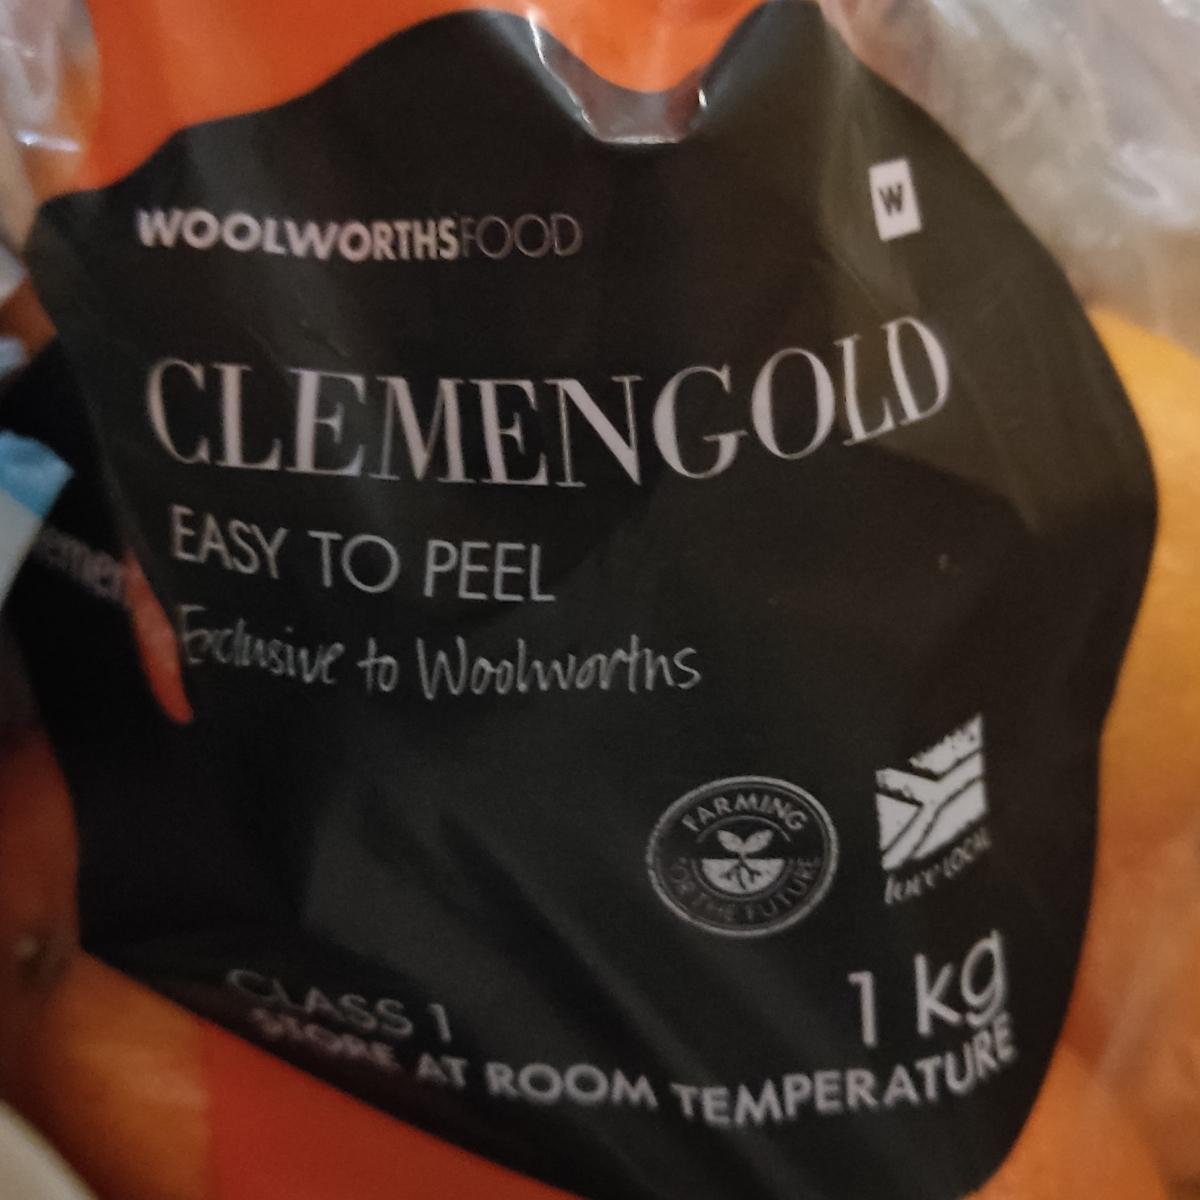 WOOLWORTHSFOOD
W
CLEMENGOLD
EASY TO PEEL
Exclusive to Woolworths
FARMING
FOR THE FUTURE
love LOCAL
1 kg
CLASS 1
STORE AT ROOM TEMPERATURE